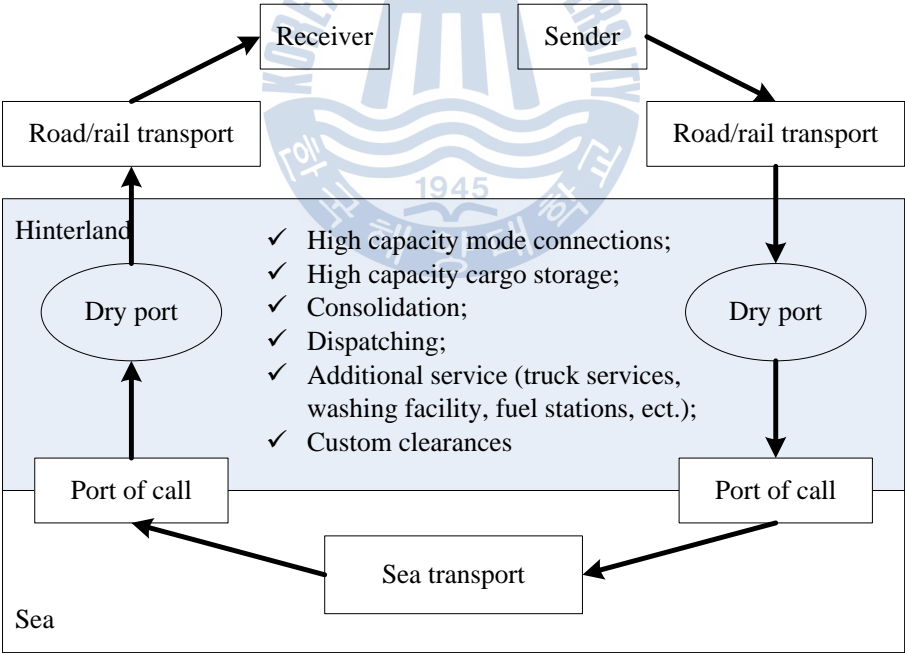 Receiver
Sender
Road/rail transport
Road/rail transport
1945
Hinterland
✓ High capacity mode connections;
✓ High capacity cargo storage;
✓ Consolidation;
✓ Dispatching;
✓ Additional service (truck services,
washing facility, fuel stations, ect.);
✓ Custom clearances
Dry port
Dry port
Port of call
Port of call
Sea transport
Sea